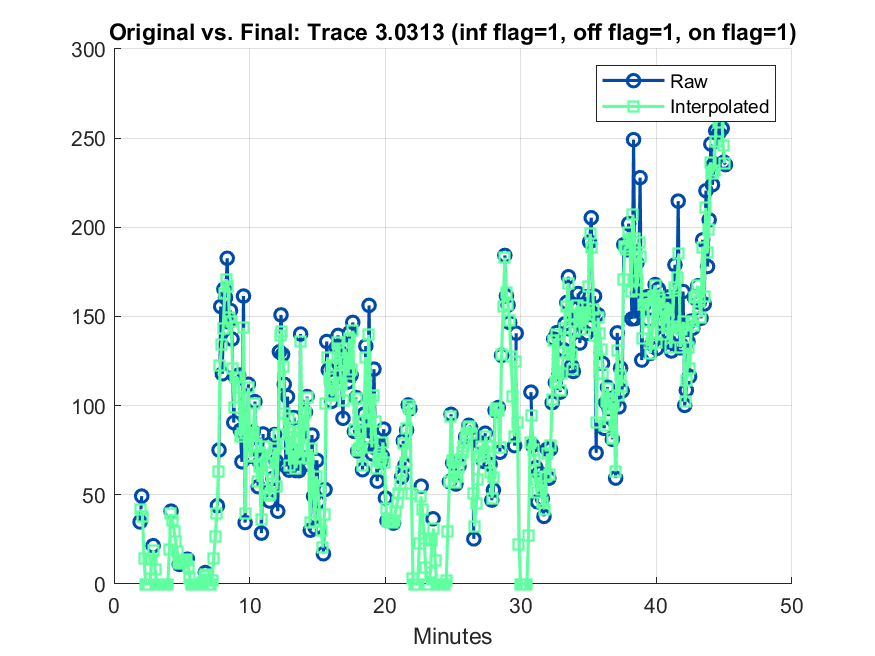 Original vs. Final: Trace 3.0313 (inf flag=1, off flag=1, on flag=1)
300
250
200
150
100
50
0
Raw
Interpolated
0 10 20 30 40 50
Minutes